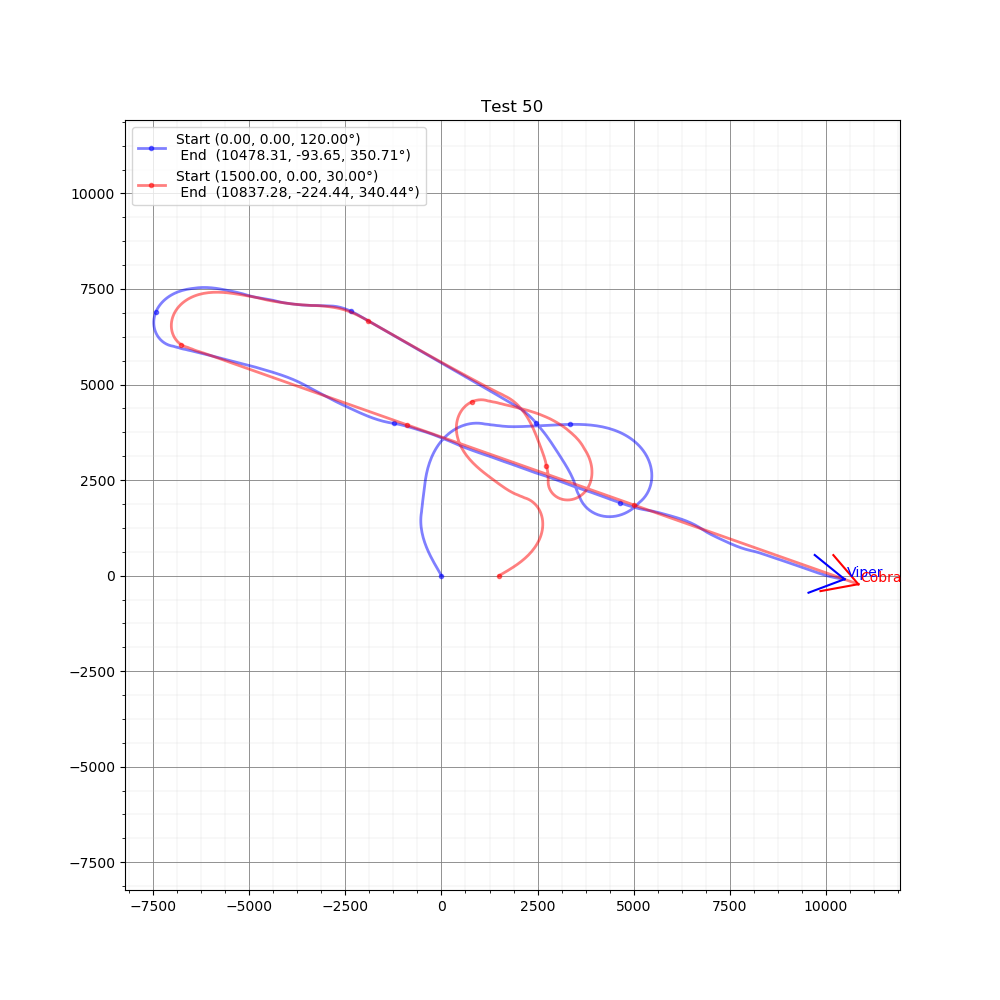 Test 50
Start (0.00, 0.00, 120.00°)
End (10478.31, -93.65, 350.71°)
Start (1500.00, 0.00, 30.00°)
End (10837.28, -224.44, 340.44°)
10000
7500
5000
2500
0
−2500
−5000
−7500
Viper
Cobra
−7500 −5000 −2500 0 2500 5000 7500 10000